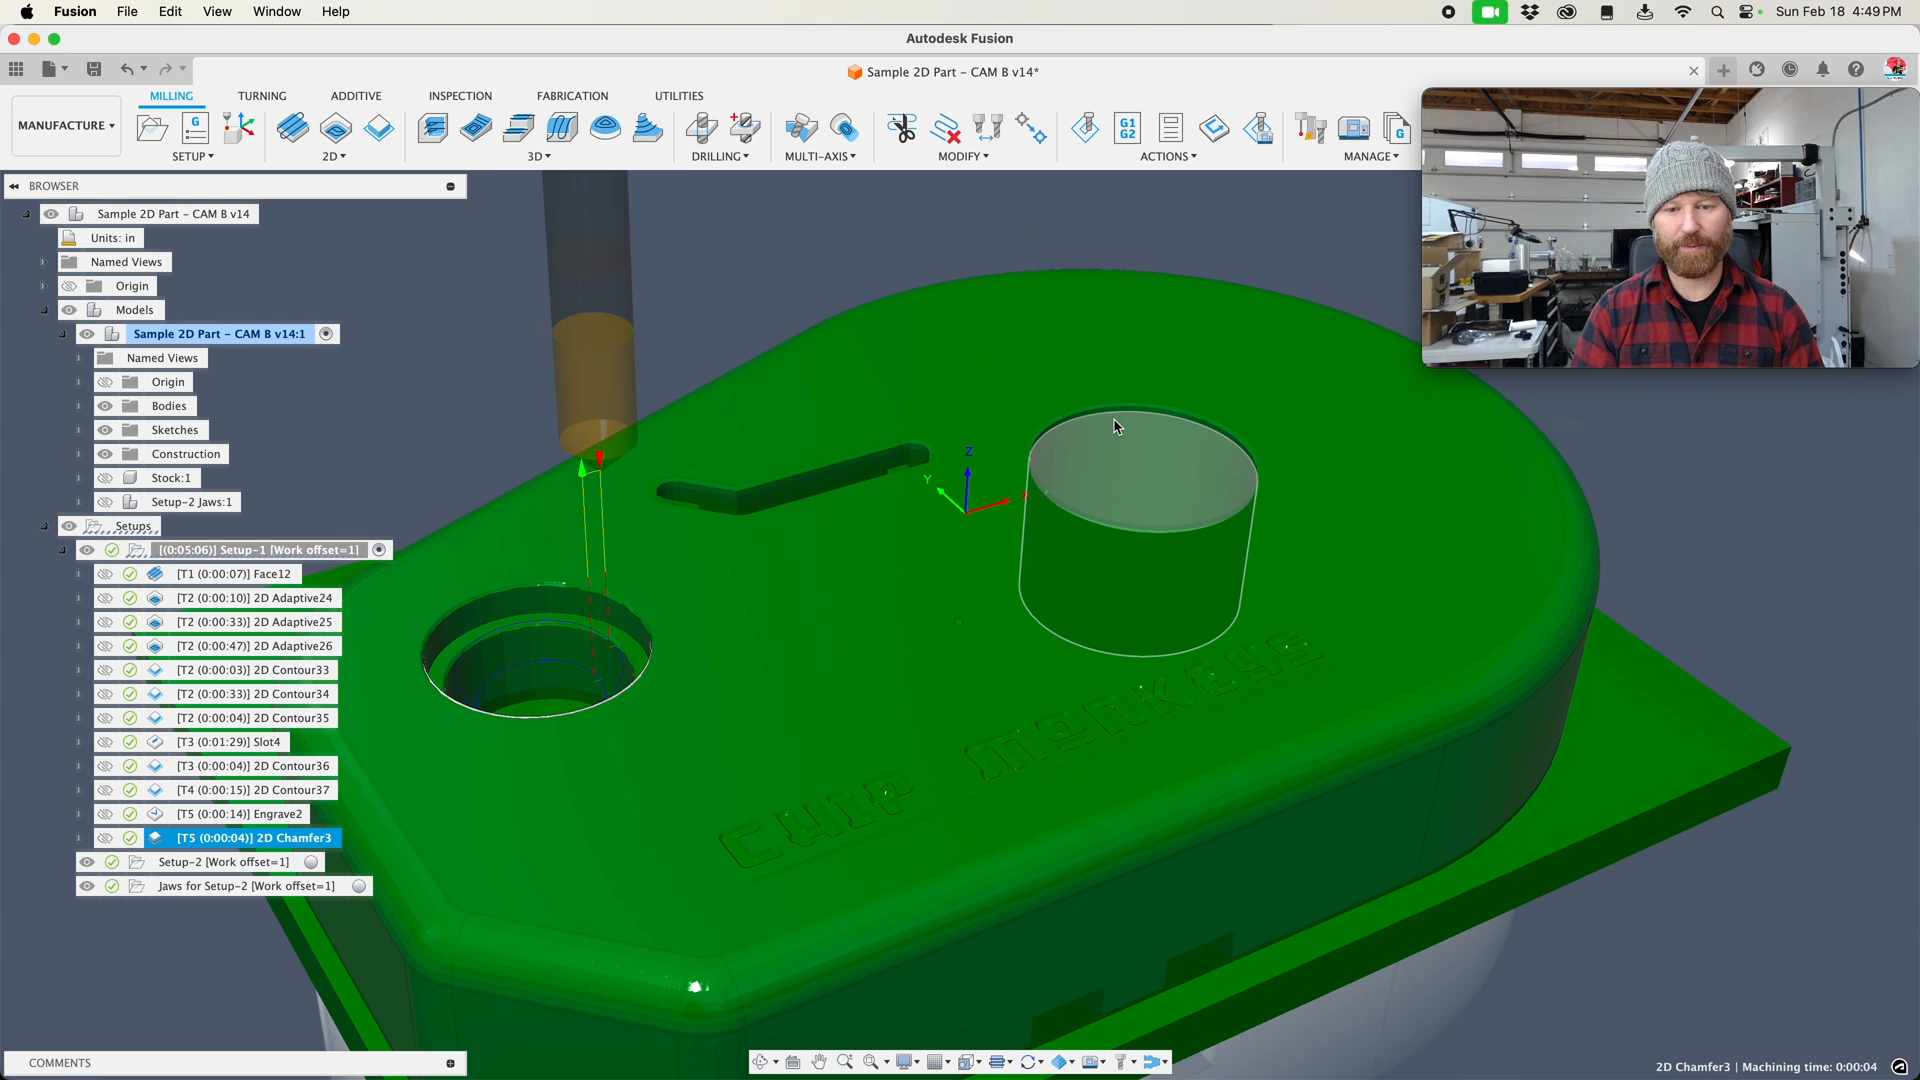 Fusion File Edit View Window Help
Sun Feb 18 4:49 PM
Autodesk Fusion
Sample 2D Part – CAM B v14*
MILLING TURNING ADDITIVE INSPECTION FABRICATION UTILITIES
MANUFACTURE
G
G1
G2
G
SETUP 2D 3D DRILLING MULTI-AXIS MODIFY ACTIONS MANAGE
BROWSER
Sample 2D Part – CAM B v14
Units: in
Named Views
Origin
Models
Sample 2D Part – CAM B v14:1
Named Views
Origin
Bodies
Sketches
Construction
Stock:1
Setup-2 Jaws:1
Setups
[(0:05:06)] Setup-1 [Work offset=1]
[T1 (0:00:07)] Face12
[T2 (0:00:10)] 2D Adaptive24
[T2 (0:00:33)] 2D Adaptive25
[T2 (0:00:47)] 2D Adaptive26
[T2 (0:00:03)] 2D Contour33
[T2 (0:00:33)] 2D Contour34
[T2 (0:00:04)] 2D Contour35
[T3 (0:01:29)] Slot4
[T3 (0:00:04)] 2D Contour36
[T4 (0:00:15)] 2D Contour37
[T5 (0:00:14)] Engrave2
[T5 (0:00:04)] 2D Chamfer3
Setup-2 [Work offset=1]
Jaws for Setup-2 [Work offset=1]
Z
Y
CHIP MONKEYS
COMMENTS
2D Chamfer3 | Machining time: 0:00:04